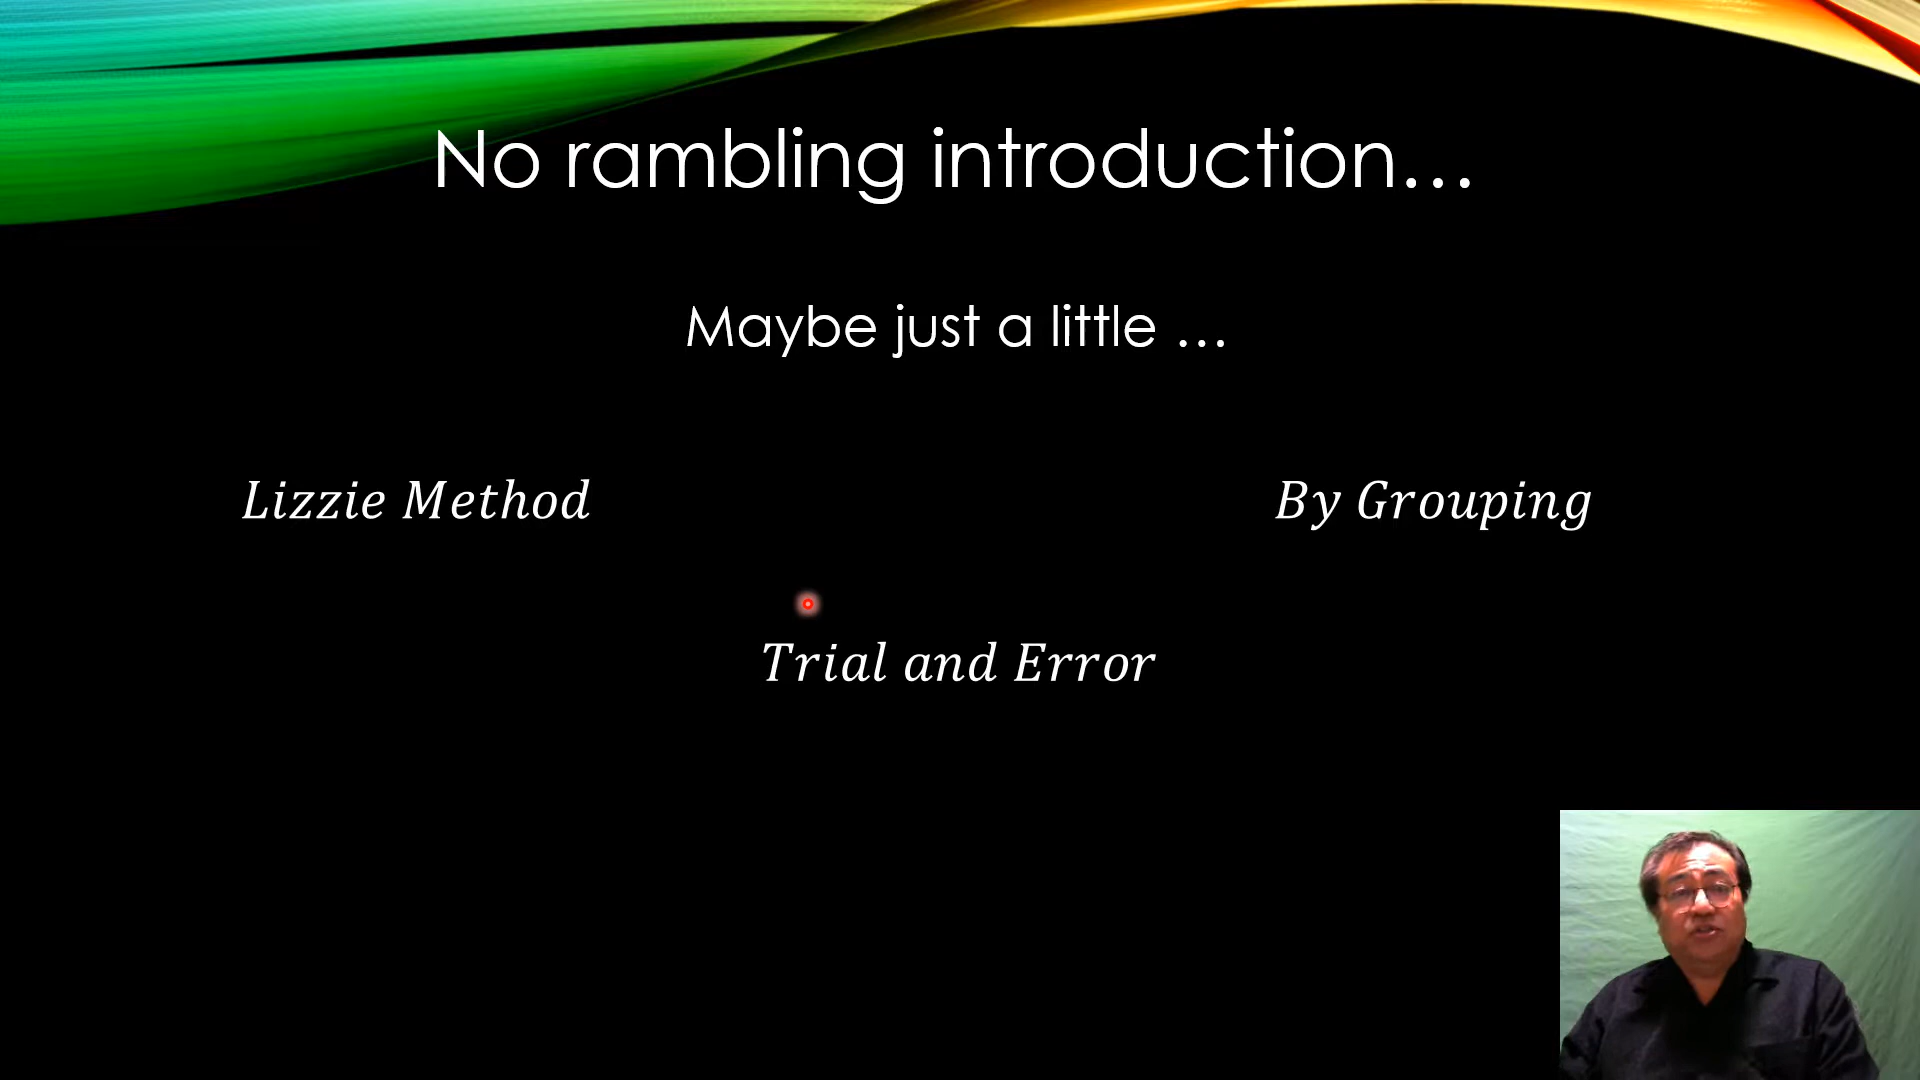 No rambling introduction…
Maybe just a little …
Lizzie Method
By Grouping
Trial and Error